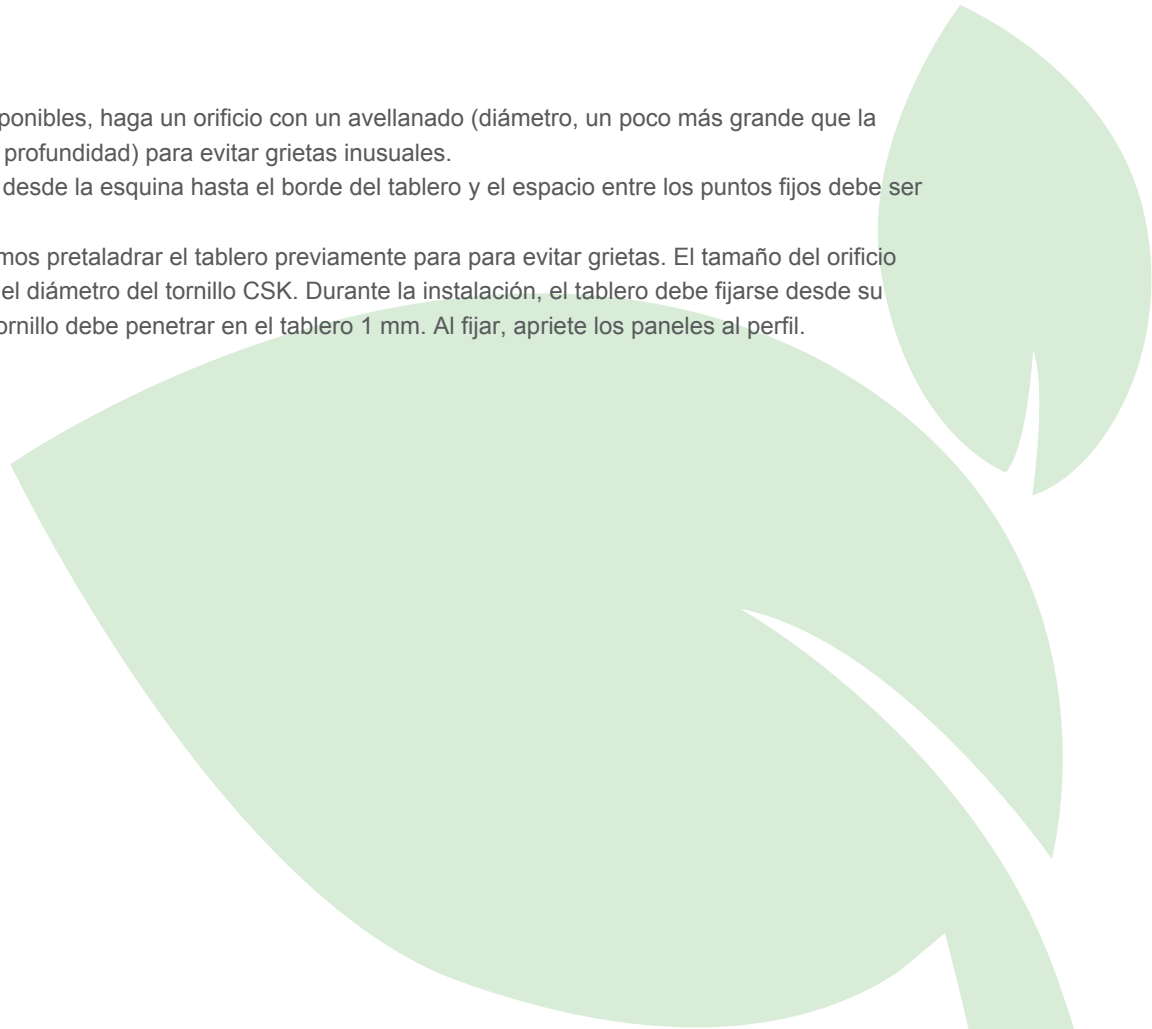 ponibles, haga un orificio con un avellanado (diámetro, un poco más grande que la
profundidad) para evitar grietas inusuales.
desde la esquina hasta el borde del tablero y el espacio entre los puntos fijos debe ser
mos pretaladrar el tablero previamente para para evitar grietas. El tamaño del orificio
el diámetro del tornillo CSK. Durante la instalación, el tablero debe fijarse desde su
ornillo debe penetrar en el tablero 1 mm. Al fijar, apriete los paneles al perfil.